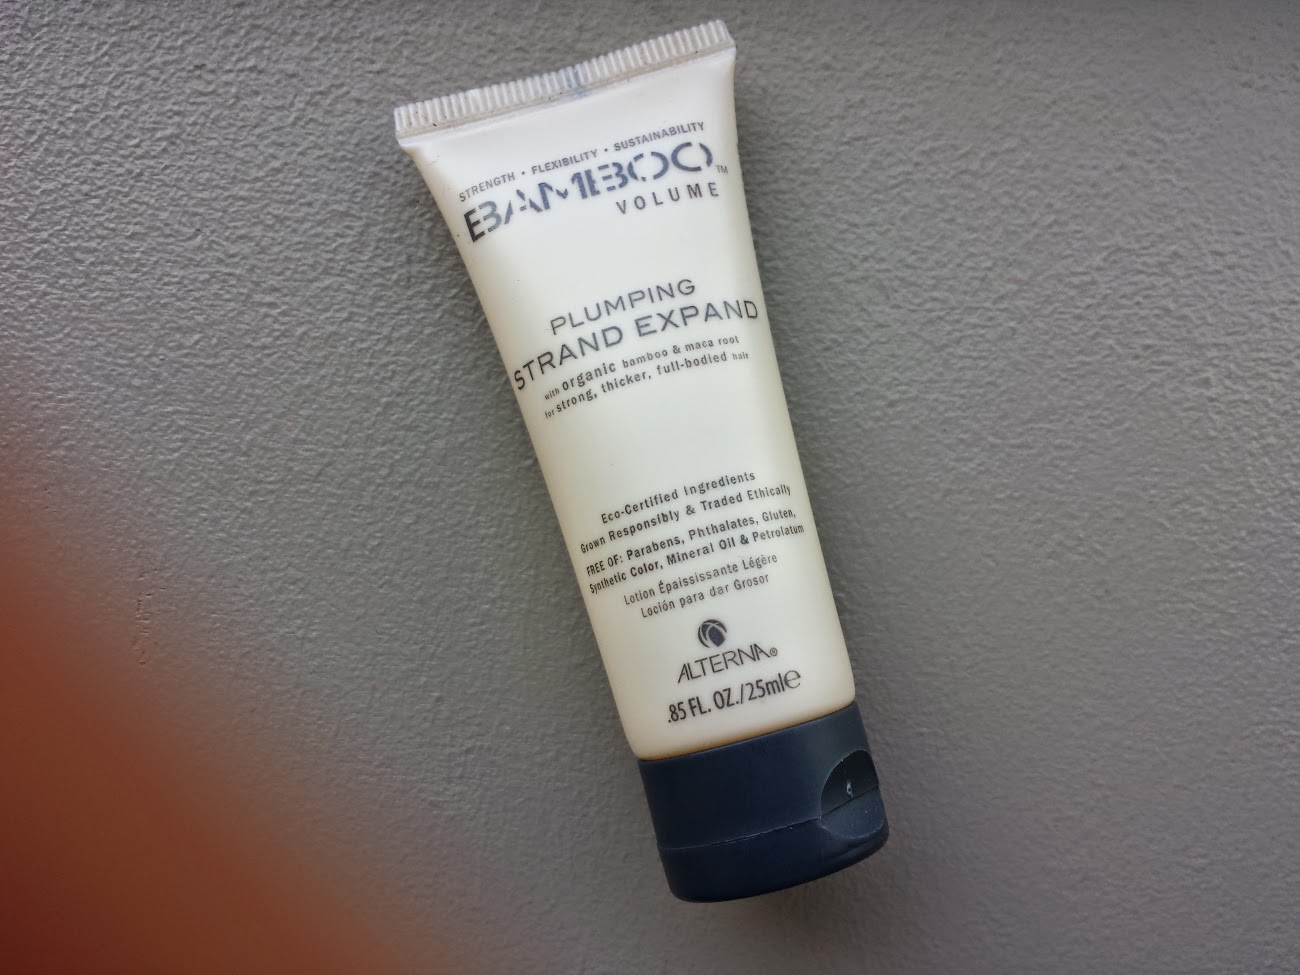 STRENGTH • FLEXIBILITY • SUSTAINABILITY
BAMBOO™
VOLUME
PLUMPING
STRAND EXPAND
with organic bamboo & maca root
for strong, thicker, full-bodied hair
Eco-Certified Ingredients
Grown Responsibly & Traded Ethically
FREE OF: Parabens, Phthalates, Gluten,
Synthetic Color, Mineral Oil & Petrolatum
Lotion Épaississante Légère
Loción para dar Grosor
ALTERNA®
.85 FL. OZ./25ml℮